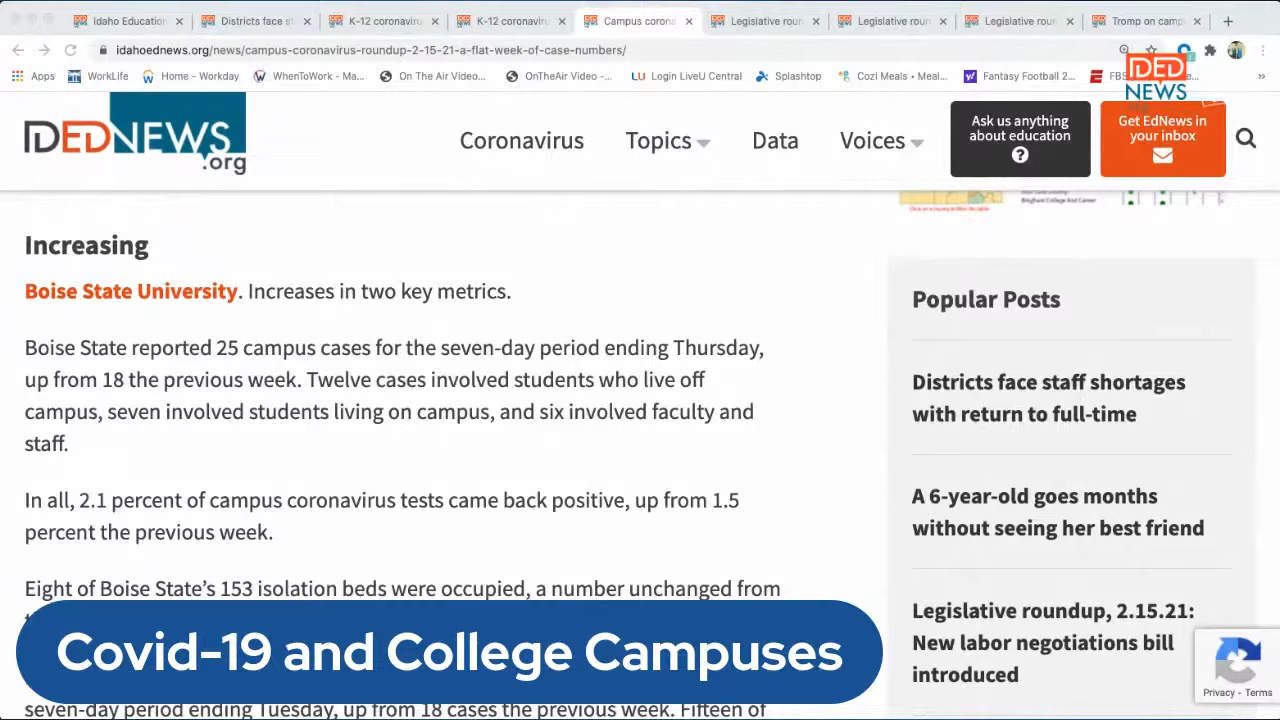 Idaho Education
Districts face st
K-12 coronaviru
K-12 coronaviru
Campus corona
Legislative roun
Legislative roun
Legislative roun
Tromp on camp
idahoednews.org/news/campus-coronavirus-roundup-2-15-21-a-flat-week-of-case-numbers/
Apps
WorkLife
Home - Workday
WhenToWork - Ma...
On The Air Video...
OnTheAir Video -...
LU Login LiveU Central
Splashtop
Cozi Meals • Meal...
Fantasy Football 2...
IDED
NEWS
IDEDNEWS
.org
Coronavirus
Topics
Data
Voices
Ask us anything
about education
Get EdNews in
your inbox
Increasing
Boise State University. Increases in two key metrics.
Boise State reported 25 campus cases for the seven-day period ending Thursday,
up from 18 the previous week. Twelve cases involved students who live off
campus, seven involved students living on campus, and six involved faculty and
staff.
In all, 2.1 percent of campus coronavirus tests came back positive, up from 1.5
percent the previous week.
Eight of Boise State’s 153 isolation beds were occupied, a number unchanged from
Covid-19 and College Campuses
seven-day period ending Tuesday, up from 18 cases the previous week. Fifteen of
Popular Posts
Districts face staff shortages
with return to full-time
A 6-year-old goes months
without seeing her best friend
Legislative roundup, 2.15.21:
New labor negotiations bill
introduced
Privacy - Terms